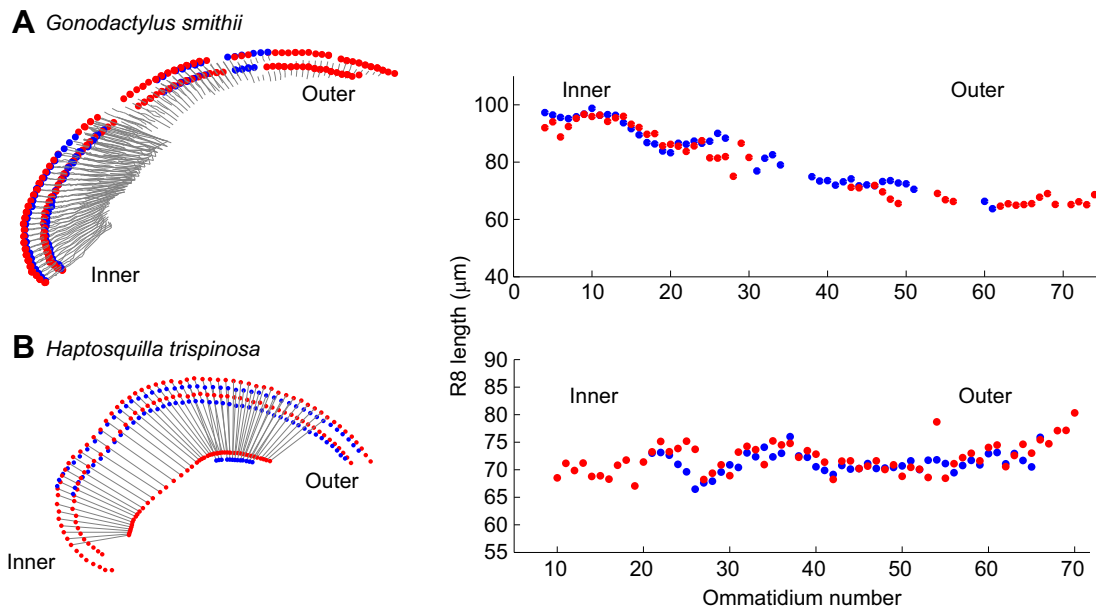 A Gonodactylus smithii
Outer
Inner
Inner
Outer
100
80
60
40
0 10 20 30 40 50 60 70
R8 length (μm)
B Haptosquilla trispinosa
Outer
Inner
Inner
Outer
90
85
80
75
70
65
60
55
10 20 30 40 50 60 70
Ommatidium number